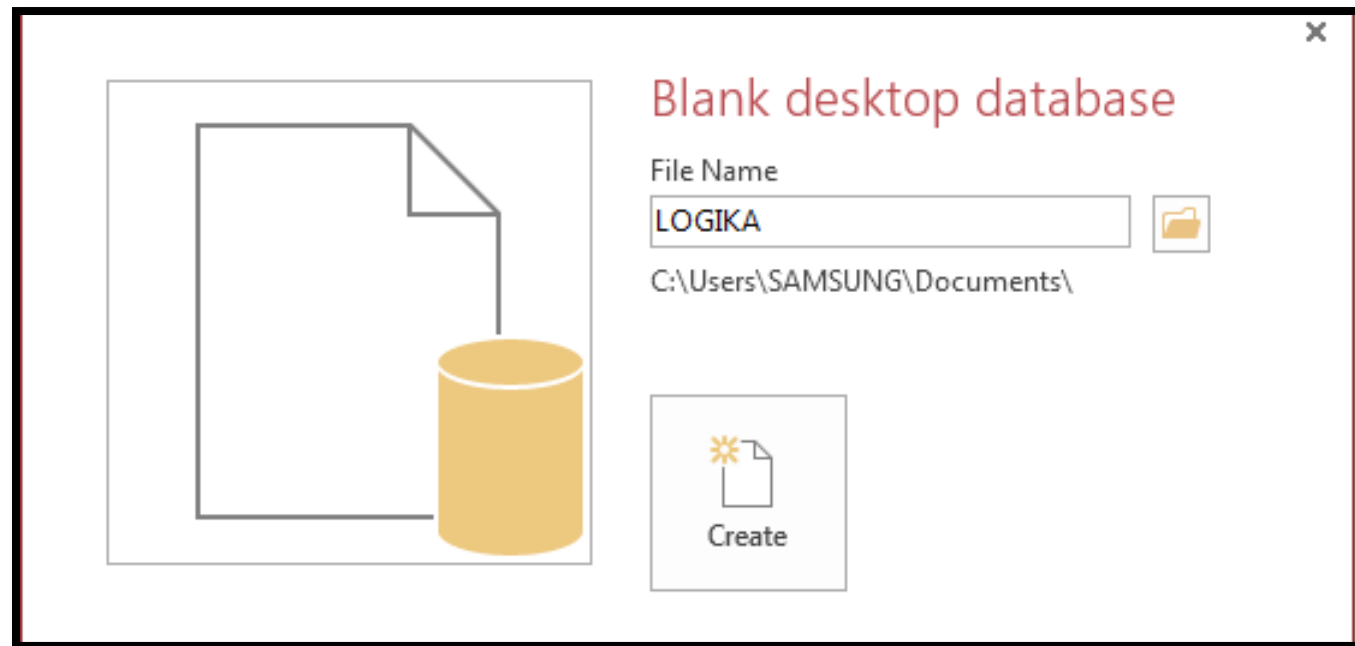 Blank desktop database
File Name
LOGIKA
C:\Users\SAMSUNG\Documents\
Create